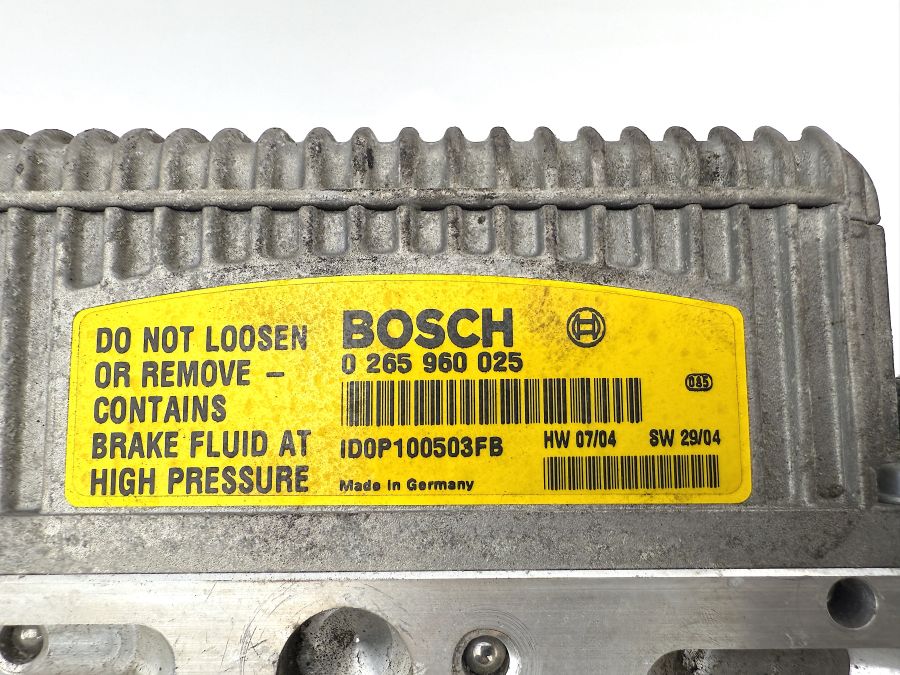 DO NOT LOOSEN
OR REMOVE –
CONTAINS
BRAKE FLUID AT
HIGH PRESSURE
BOSCH
0 265 960 025
085
ID0P100503FB
HW 07/04 SW 29/04
Made in Germany